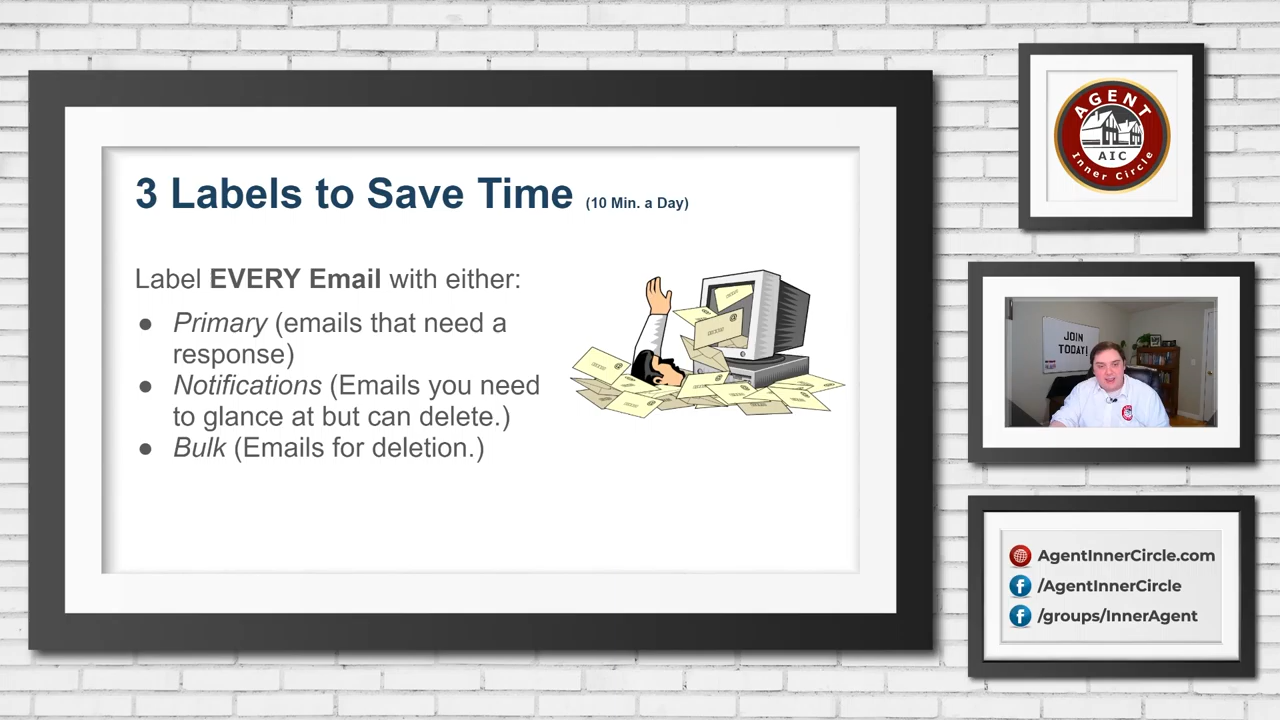 3 Labels to Save Time (10 Min. a Day)
Label EVERY Email with either:
● Primary (emails that need a
response)
● Notifications (Emails you need
to glance at but can delete.)
● Bulk (Emails for deletion.)
AGENT
AIC
Inner Circle
JOIN
TODAY!
AgentInnerCircle.com
/AgentInnerCircle
/groups/InnerAgent